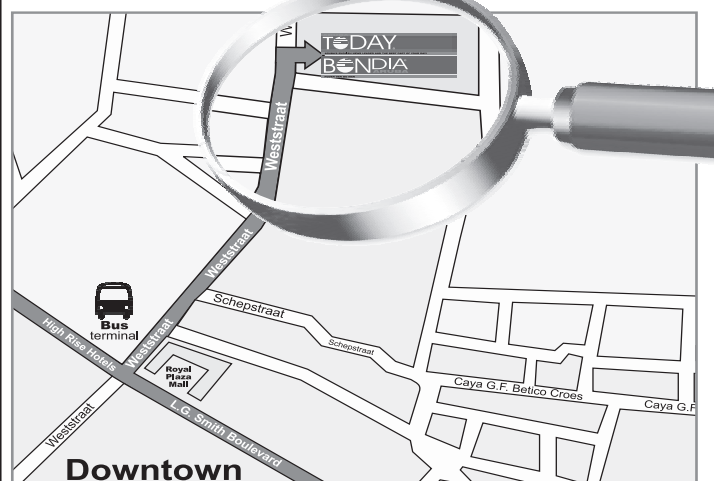 W
TODAY
BONDIA
Weststraat
Weststraat
Schepstraat
Schepstraat
Bus
terminal
High Rise Hotels
Weststraat
Royal
Plaza
Mall
Caya G.F. Betico Croes
Caya G.F
L.G. Smith Boulevard
Weststraat
Downtown